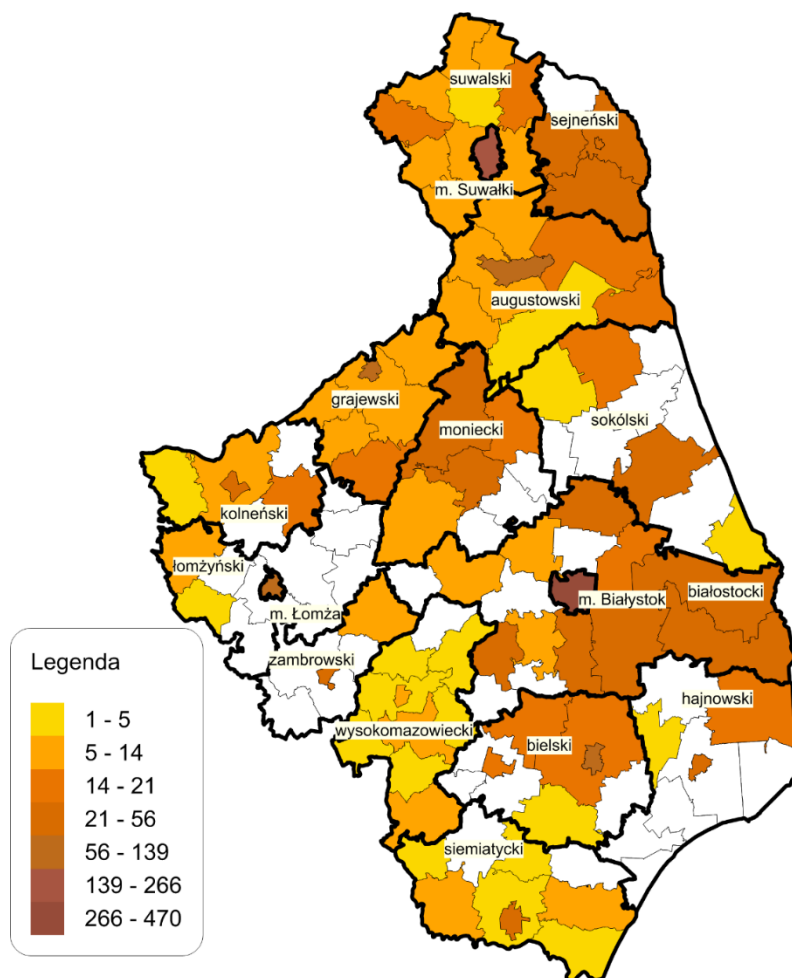 suwalski
sejneński
m. Suwałki
augustowski
grajewski
sokólski
moniecki
kolneński
łomżyński
białostocki
m. Białystok
m. Łomża
zambrowski
hajnowski
wysokomazowiecki
bielski
siemiatycki
Legenda
1 - 5
5 - 14
14 - 21
21 - 56
56 - 139
139 - 266
266 - 470